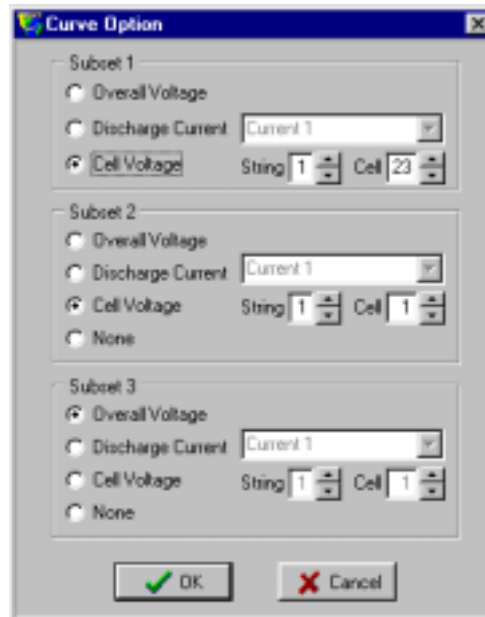 Curve Option
Subset 1
Overall Voltage
Discharge Current Current 1
Cell Voltage String 1 Cell 23
Subset 2
Overall Voltage
Discharge Current Current 1
Cell Voltage String 1 Cell 1
None
Subset 3
Overall Voltage
Discharge Current Current 1
Cell Voltage String 1 Cell 1
None
OK Cancel